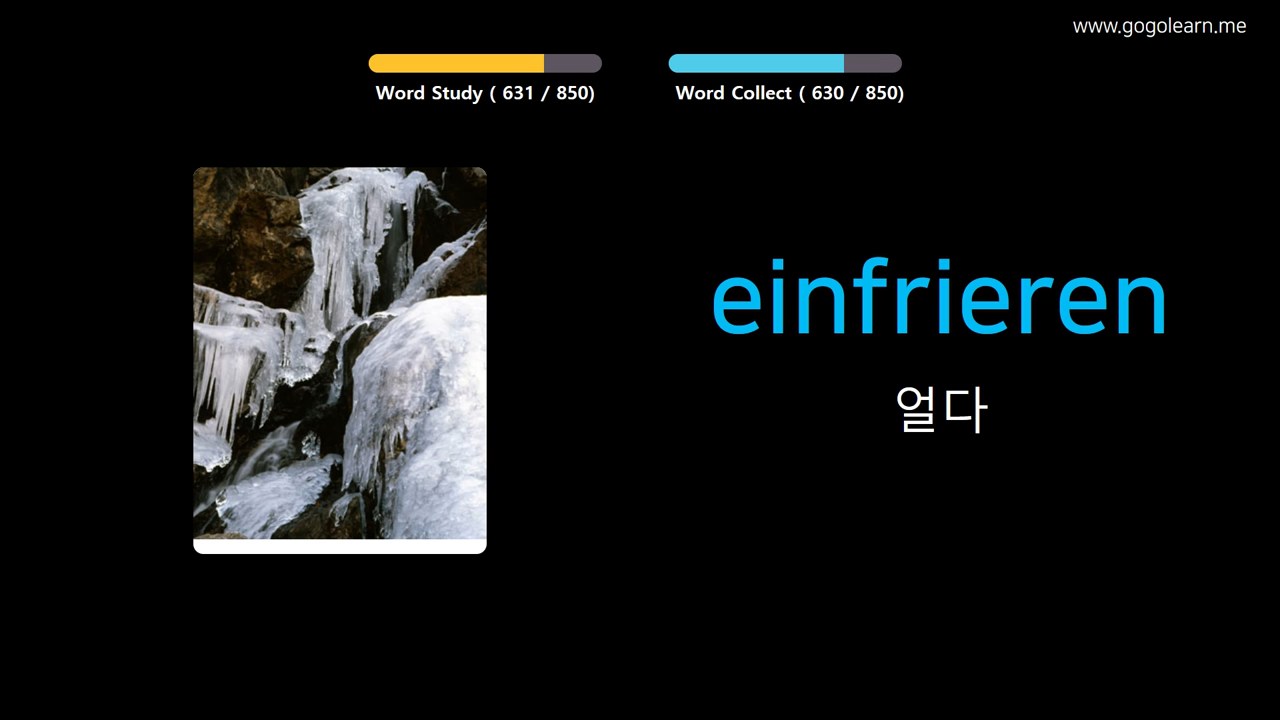 www.gogolearn.me
Word Study ( 631 / 850)
Word Collect ( 630 / 850)
einfrieren
얼다